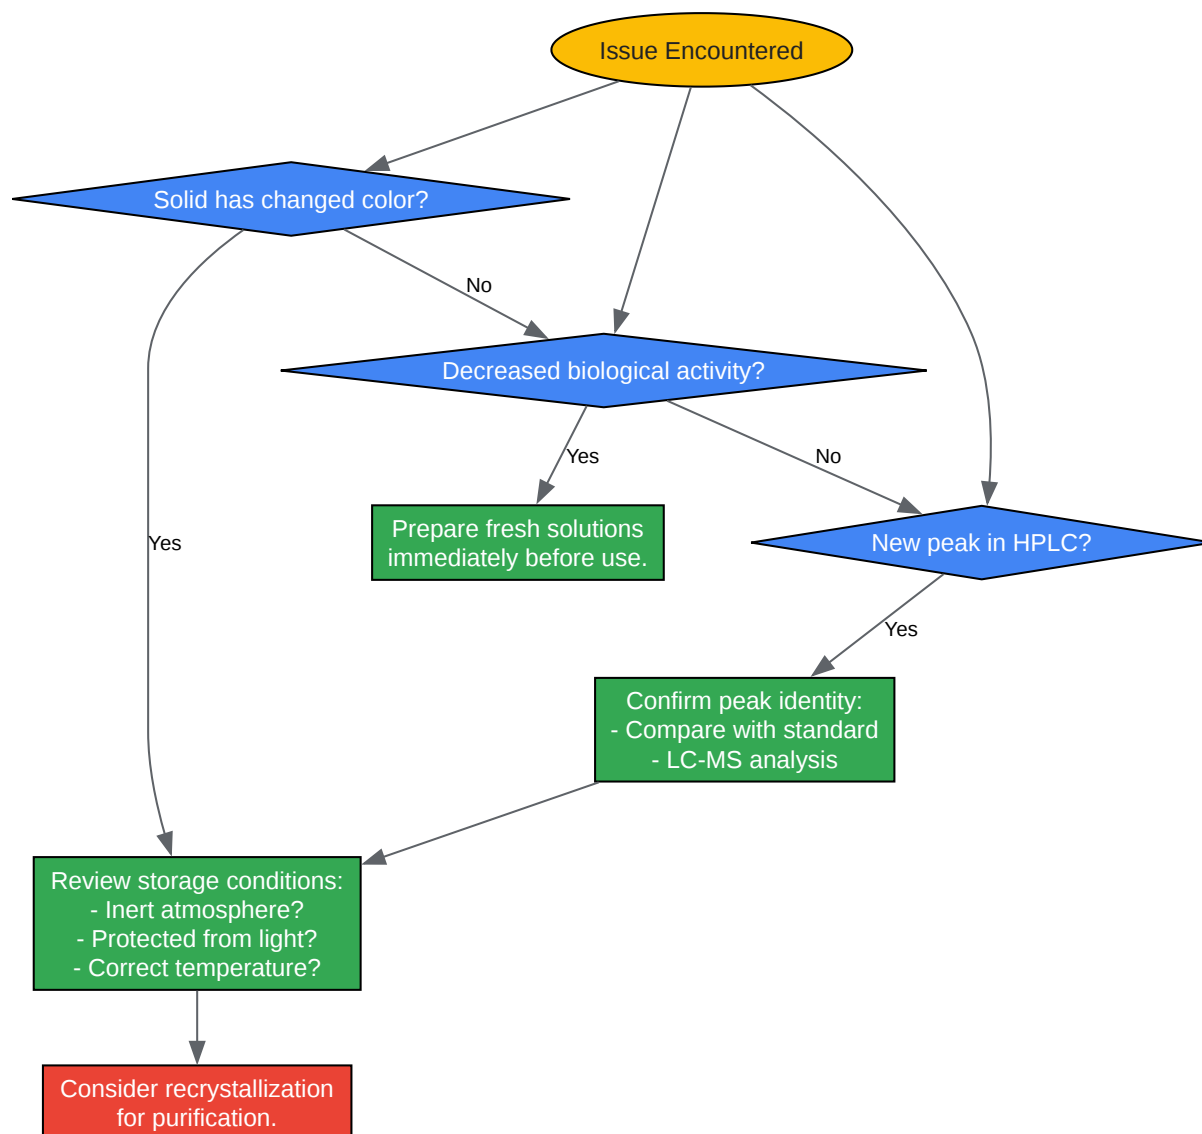 Issue Encountered
Solid has changed color?
No
Decreased biological activity?
Yes
No
Prepare fresh solutions
immediately before use.
New peak in HPLC?
Yes
Yes
Confirm peak identity:
- Compare with standard
- LC-MS analysis
Review storage conditions:
- Inert atmosphere?
- Protected from light?
- Correct temperature?
Consider recrystallization
for purification.